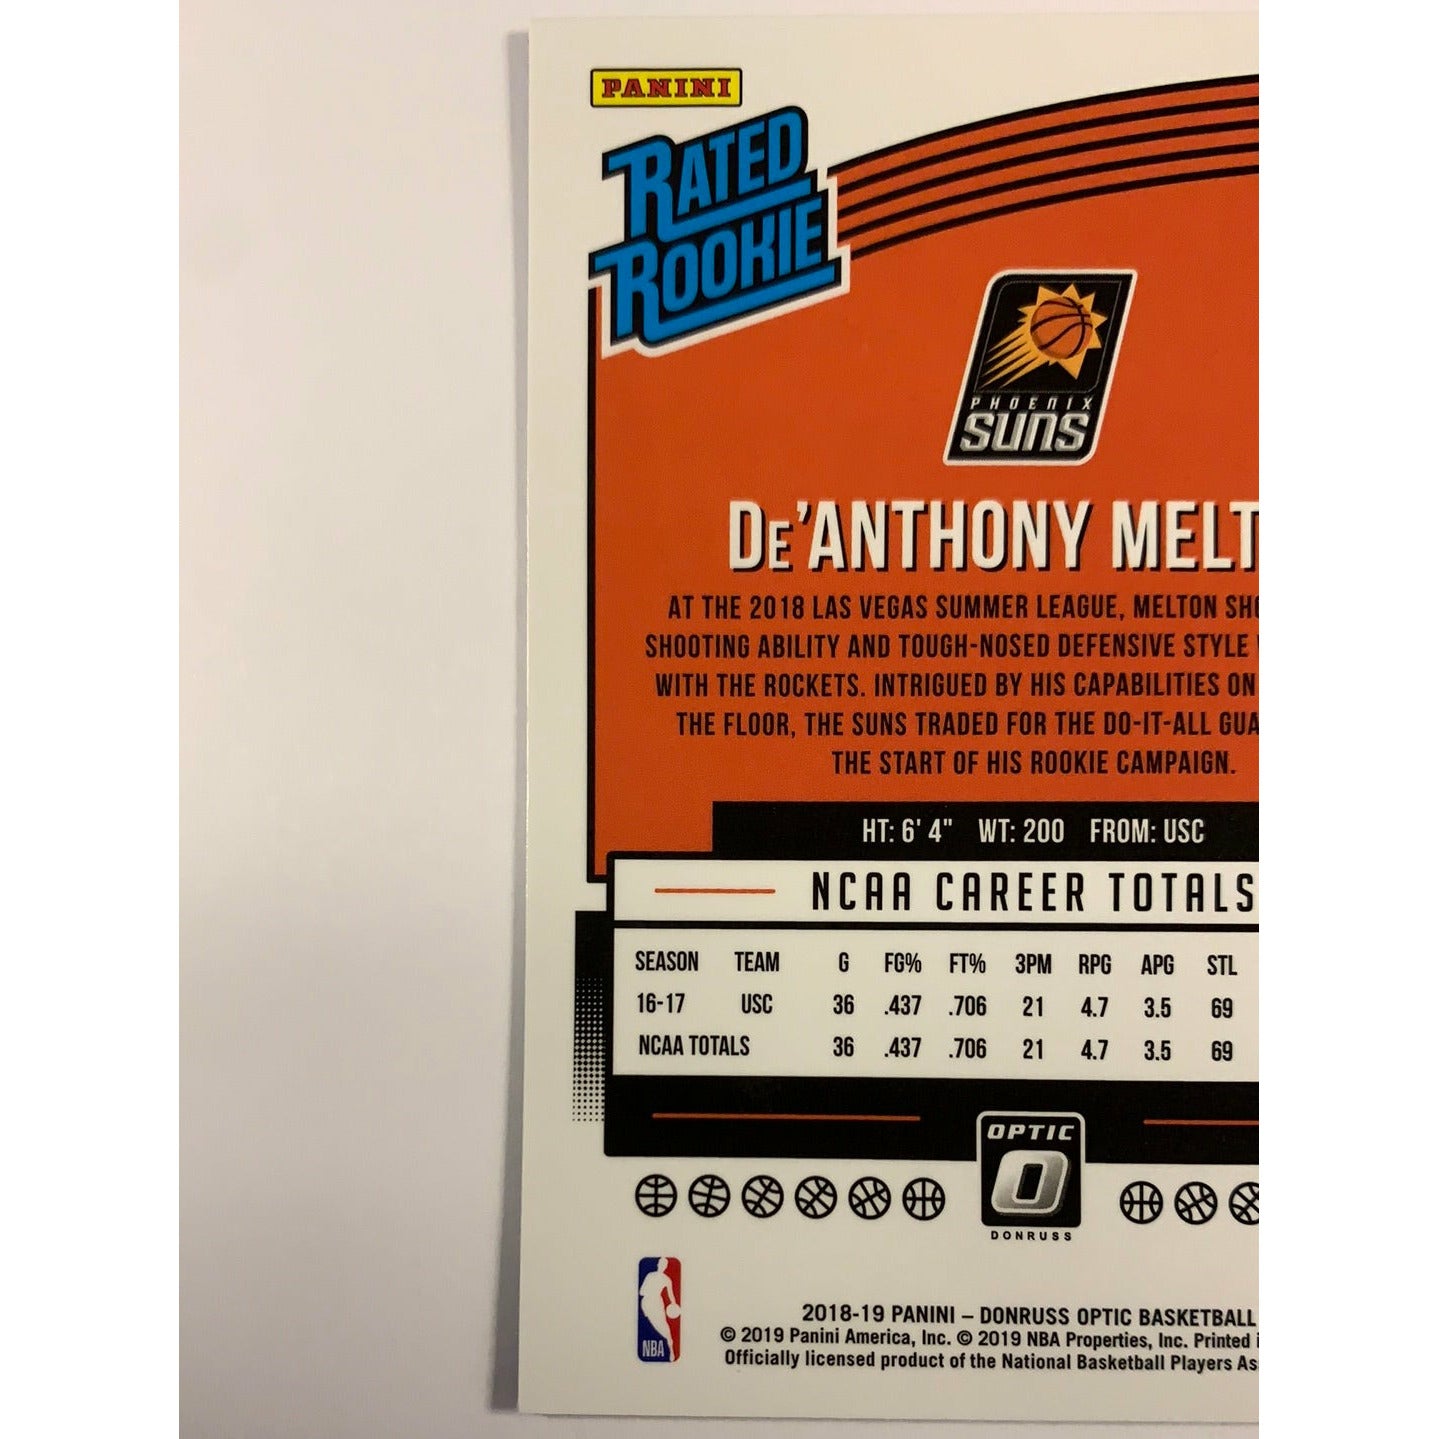 PANINI
RATED
ROOKIE
PHOENIX
SUNS
DE'ANTHONY MELT
AT THE 2018 LAS VEGAS SUMMER LEAGUE, MELTON SHO
SHOOTING ABILITY AND TOUGH-NOSED DEFENSIVE STYLE
WITH THE ROCKETS. INTRIGUED BY HIS CAPABILITIES ON
THE FLOOR, THE SUNS TRADED FOR THE DO-IT-ALL GUA
THE START OF HIS ROOKIE CAMPAIGN.
HT: 6' 4" WT: 200 FROM: USC
NCAA CAREER TOTALS
SEASON TEAM G FG% FT% 3PM RPG APG STL
16-17 USC 36 .437 .706 21 4.7 3.5 69
NCAA TOTALS 36 .437 .706 21 4.7 3.5 69
OPTIC
O
DONRUSS
NBA
2018-19 PANINI – DONRUSS OPTIC BASKETBALL
© 2019 Panini America, Inc. © 2019 NBA Properties, Inc. Printed i
Officially licensed product of the National Basketball Players As